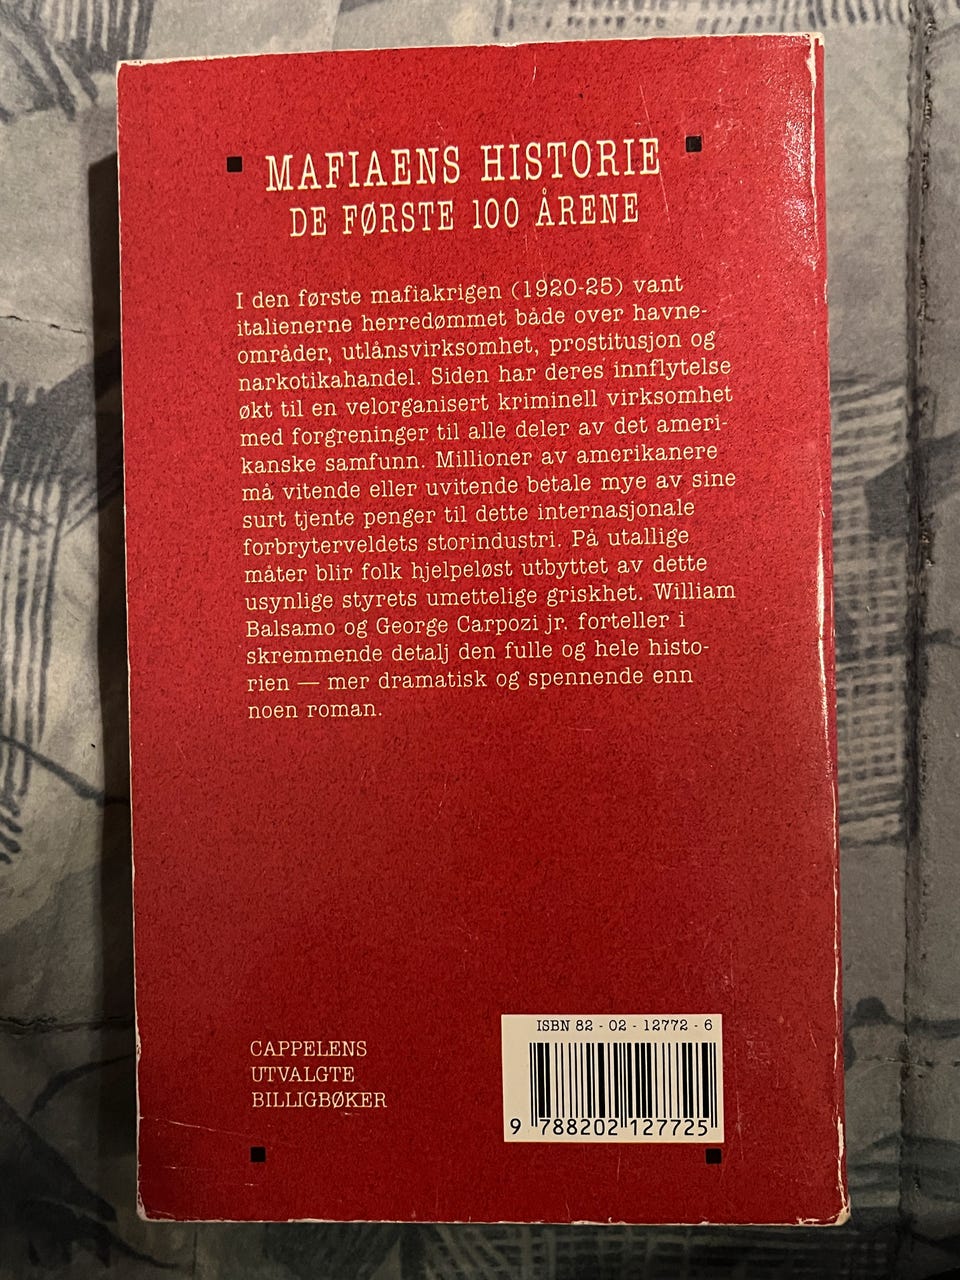 MAFIAENS HISTORIE
DE FØRSTE 100 ÅRENE
I den første mafiakrigen (1920-25) vant
italienerne herredømmet både over havne-
områder, utlånsvirksomhet, prostitusjon og
narkotikahandel. Siden har deres innflytelse
økt til en velorganisert kriminell virksomhet
med forgreninger til alle deler av det ameri-
kanske samfunn. Millioner av amerikanere
må vitende eller uvitende betale mye av sine
surt tjente penger til dette internasjonale
forbryterveldets storindustri. På utallige
måter blir folk hjelpeløst utbyttet av dette
usynlige styrets umettelige griskhet. William
Balsamo og George Carpozi jr. forteller i
skremmende detalj den fulle og hele histo-
rien — mer dramatisk og spennende enn
noen roman.
CAPPELENS
UTVALGTE
BILLIGBØKER
ISBN 82 - 02 - 12772 - 6
9 788202 127725